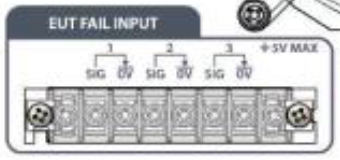 EUT FAIL INPUT
1 2 3 +5V MAX
SIG 0V SIG 0V SIG 0V